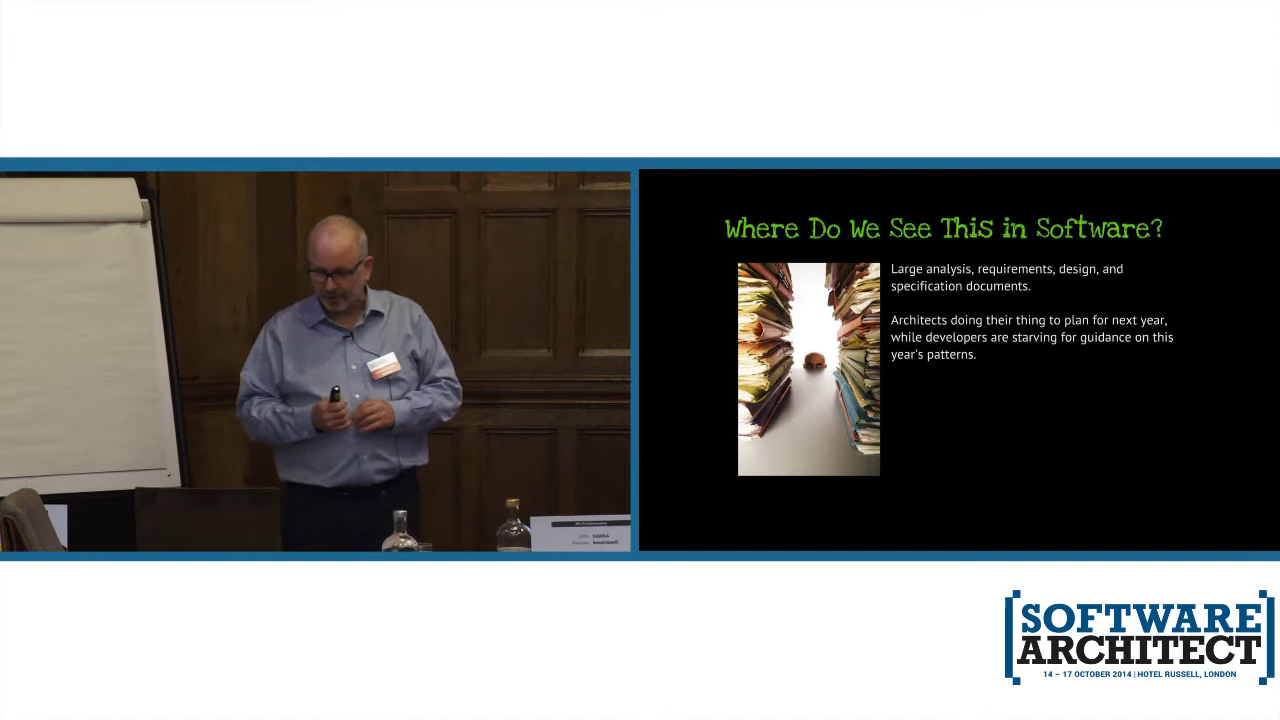 Where Do We See This in Software?
Large analysis, requirements, design, and
specification documents.
Architects doing their thing to plan for next year,
while developers are starving for guidance on this
year's patterns.
SOFTWARE
ARCHITECT
14 – 17 OCTOBER 2014 | HOTEL RUSSELL, LONDON